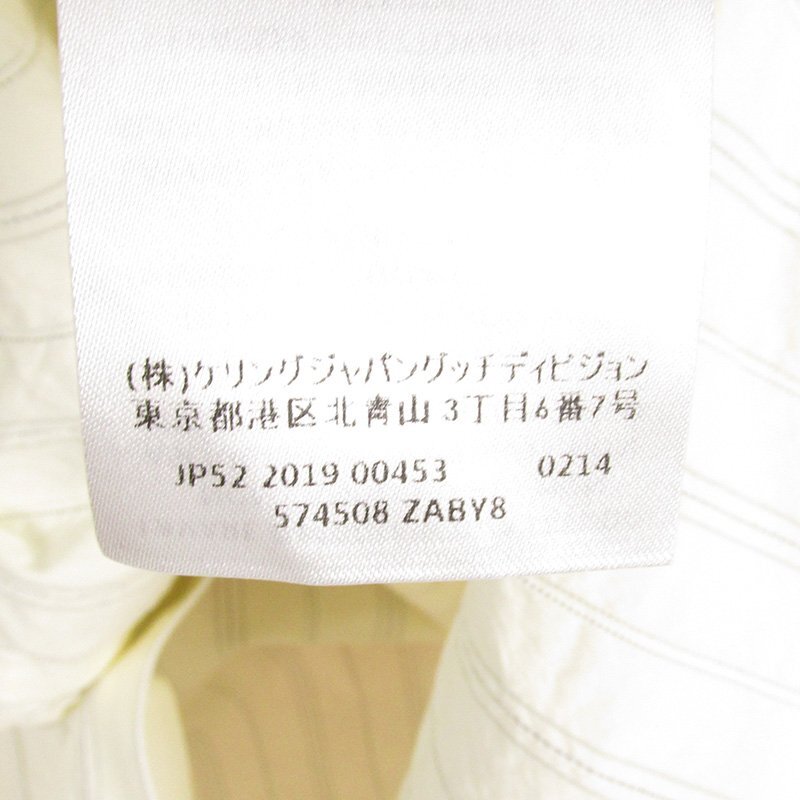 (株)ケリングジャパングッチディビジョン
東京都港区北青山3丁目6番7号
JP52 2019 00453 0214
574508 ZABY8